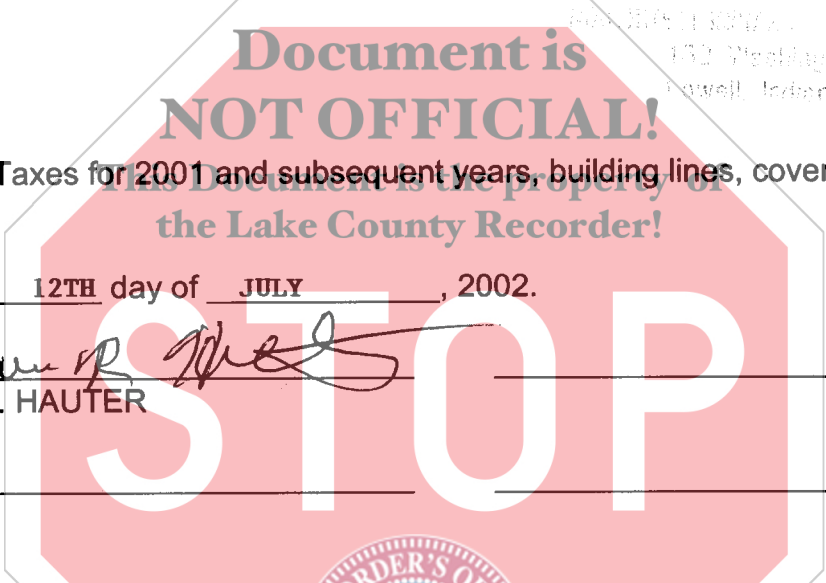 Document is
NOT OFFICIAL!
Taxes for 2001 and subsequent years, building lines, cover
This Document is the property of
the Lake County Recorder!
12TH day of JULY, 2002.
. HAUTER
STOP
RDER'S O